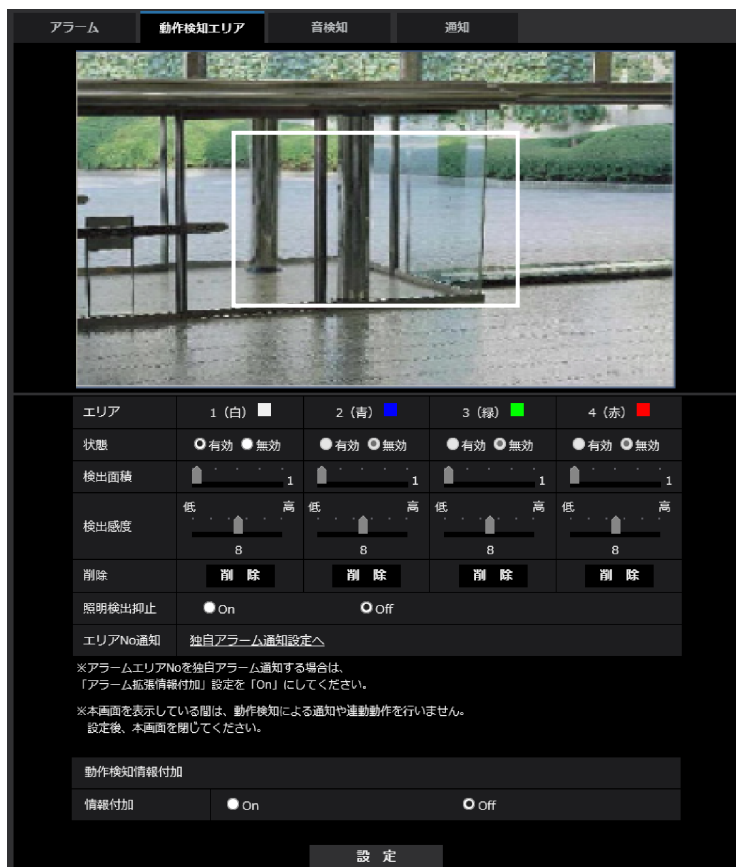 アラーム 動作検知エリア 音検知 通知
エリア 1（白） 2（青） 3（緑） 4（赤）
状態 有効 無効 有効 無効 有効 無効 有効 無効
検出面積 1 1 1 1
低 高 低 高 低 高 低 高
検出感度
8 8 8 8
削除 削 除 削 除 削 除 削 除
照明検出抑止 On Off
エリアNo通知 独自アラーム通知設定へ
※アラームエリアNoを独自アラーム通知する場合は、
「アラーム拡張情報付加」設定を「On」にしてください。
※本画面を表示している間は、動作検知による通知や連動動作を行いません。
設定後、本画面を閉じてください。
動作検知情報付加
情報付加 On Off
設 定